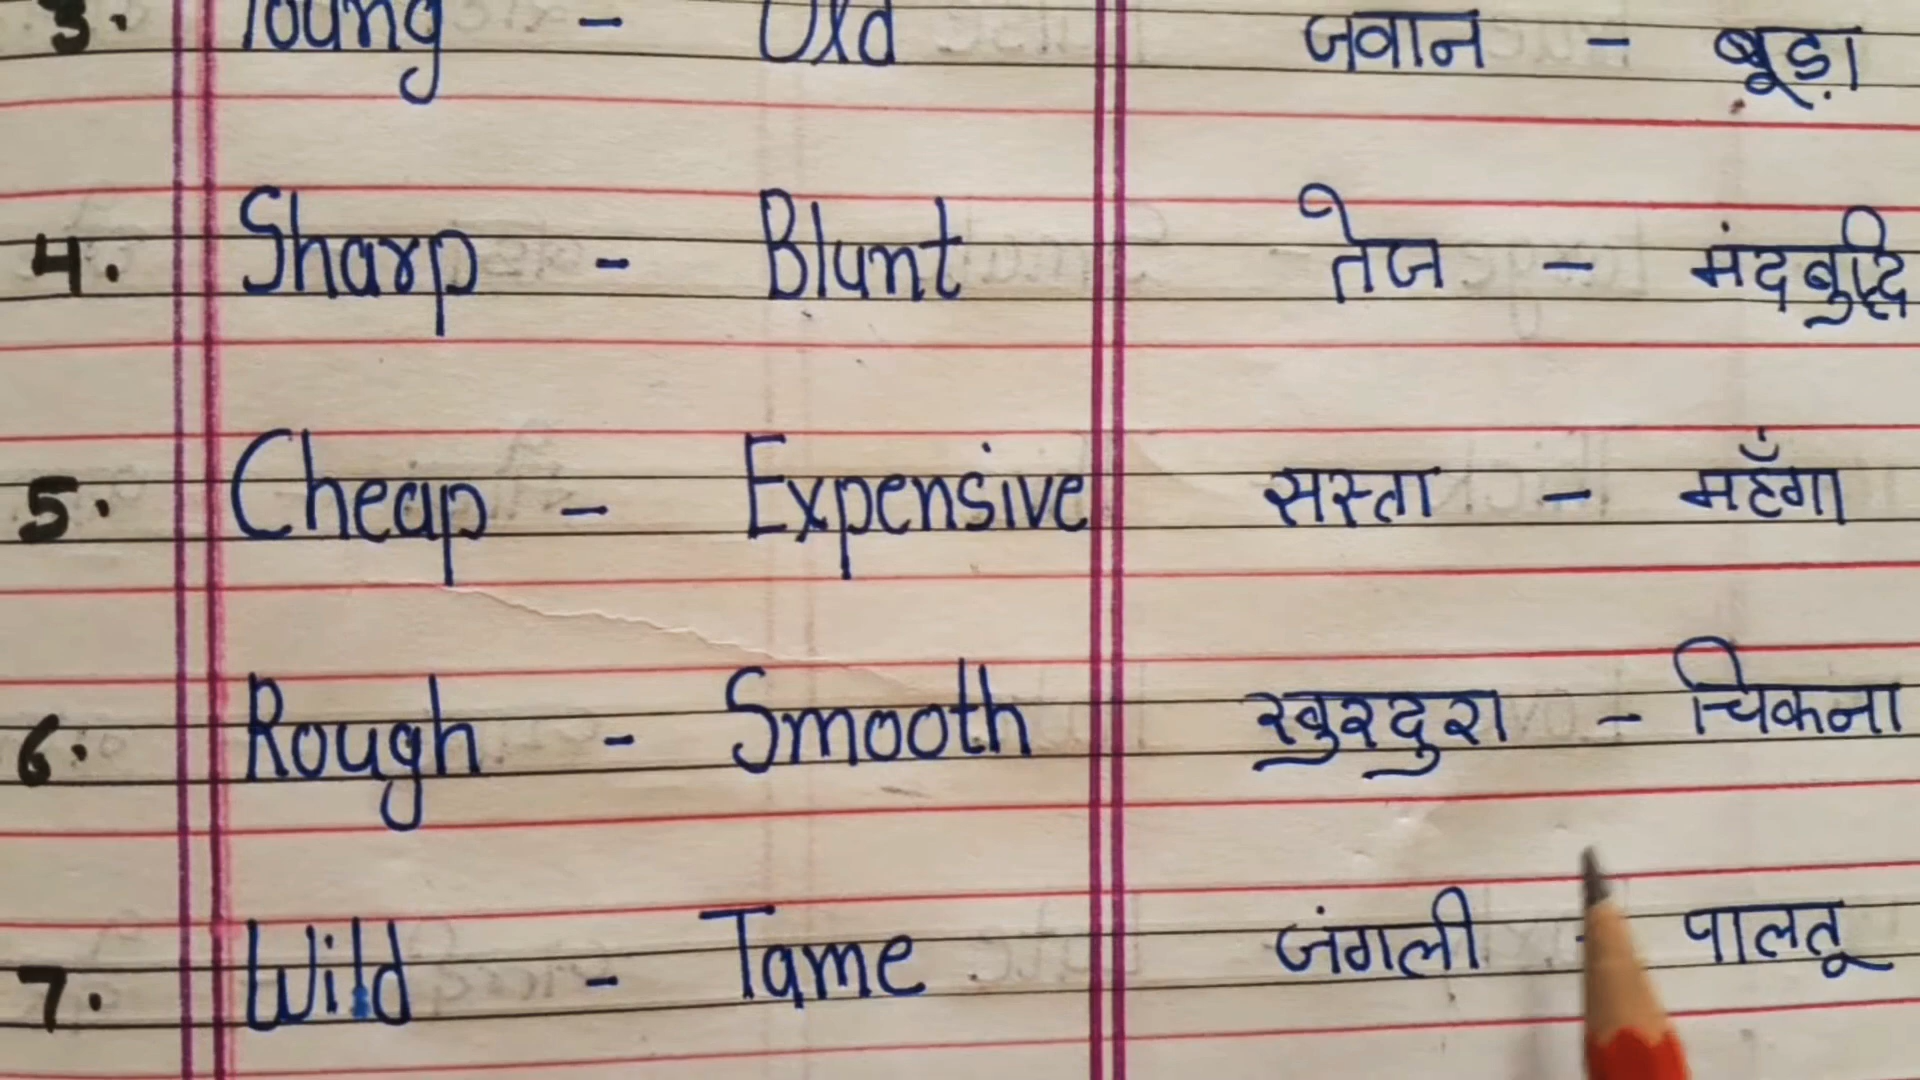 3. Young - Old जवान - बूड़ा
4. Sharp - Blunt तेज - मंदबुद्धि
5. Cheap - Expensive सस्ता - महँगा
6. Rough - Smooth खुरदुरा - चिकना
7. Wild - Tame जंगली - पालतू